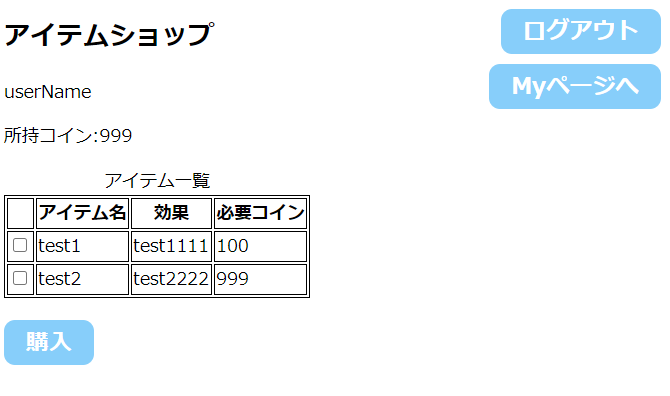 アイテムショップ
ログアウト
Myページへ
userName
所持コイン:999
アイテム一覧
アイテム名 効果 必要コイン
test1 test1111 100
test2 test2222 999
購入